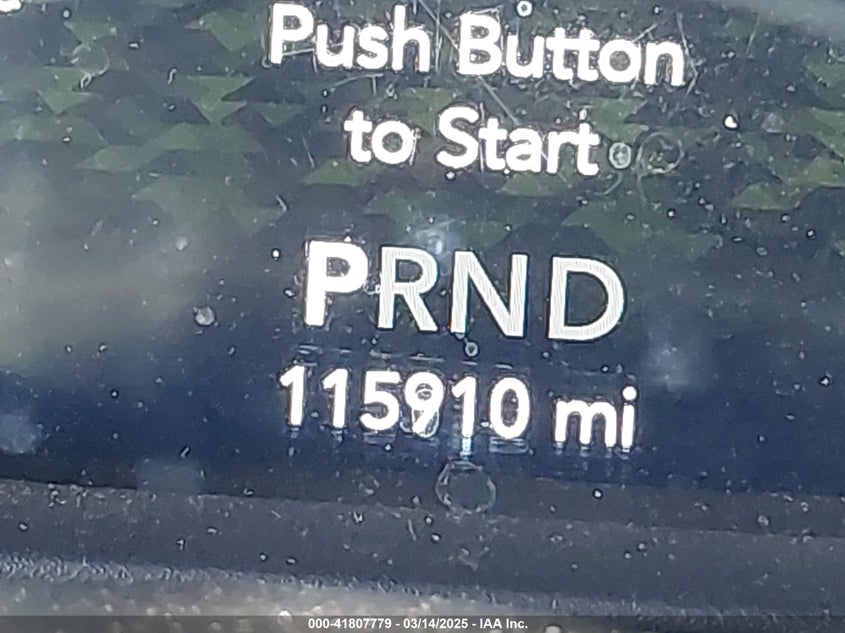 Push Button
to Start
PRND
115910 mi
000-41807779 - 03/14/2025 - IAA Inc.